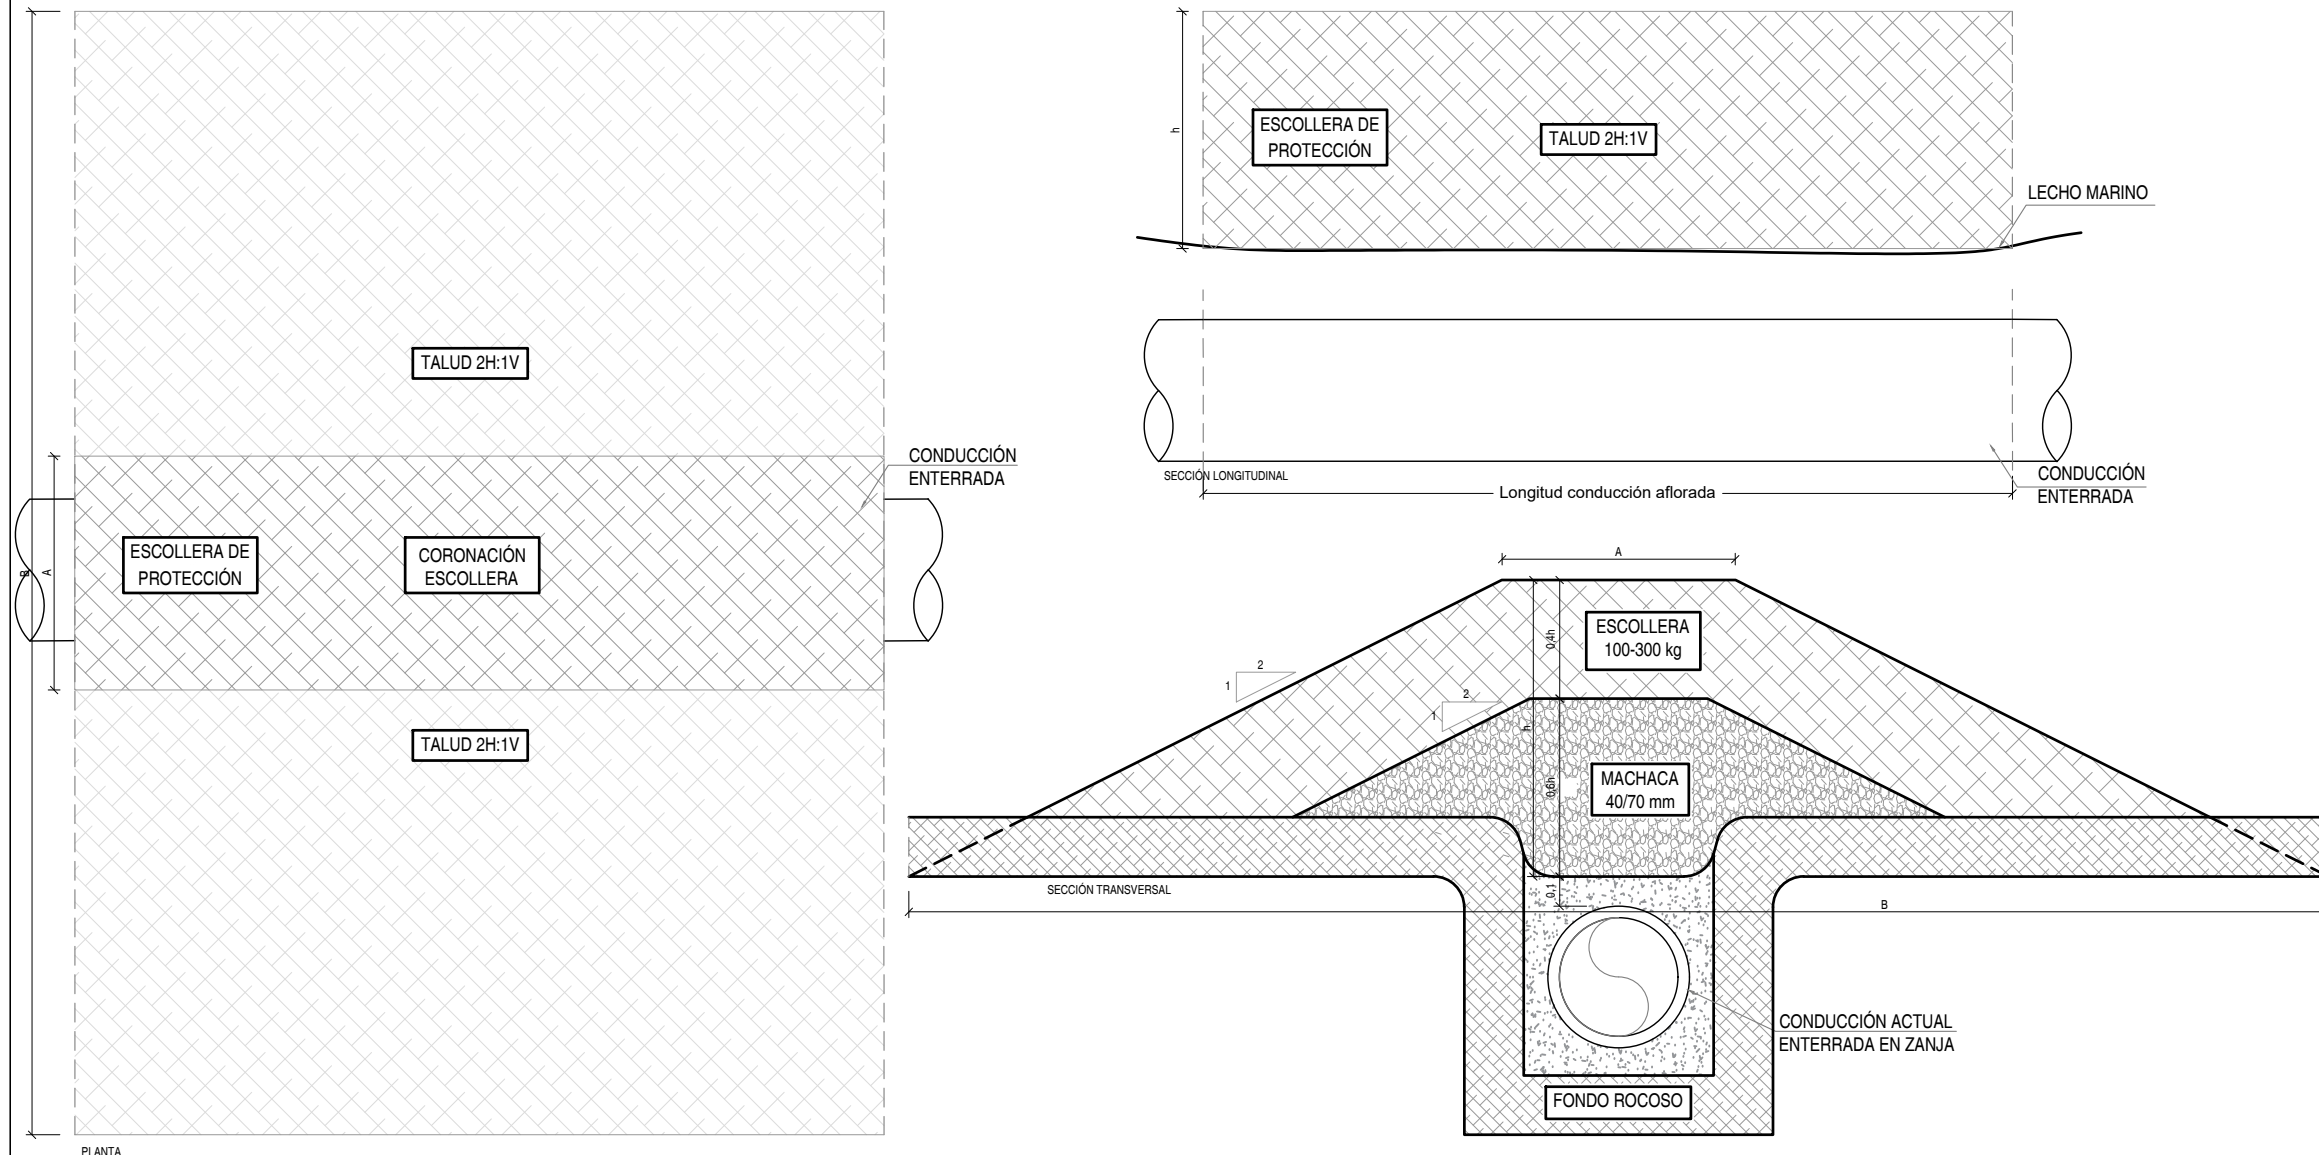 TALUD 2H:1V
B
A
ESCOLLERA DE
PROTECCIÓN
CORONACIÓN
ESCOLLERA
CONDUCCIÓN
ENTERRADA
TALUD 2H:1V
PLANTA
h
ESCOLLERA DE
PROTECCIÓN
TALUD 2H:1V
LECHO MARINO
SECCIÓN LONGITUDINAL
Longitud conducción aflorada
CONDUCCIÓN
ENTERRADA
A
ESCOLLERA
100-300 kg
0,4h
2
1
2
1
h
0,6h
MACHACA
40/70 mm
SECCIÓN TRANSVERSAL
0,1
B
CONDUCCIÓN ACTUAL
ENTERRADA EN ZANJA
FONDO ROCOSO